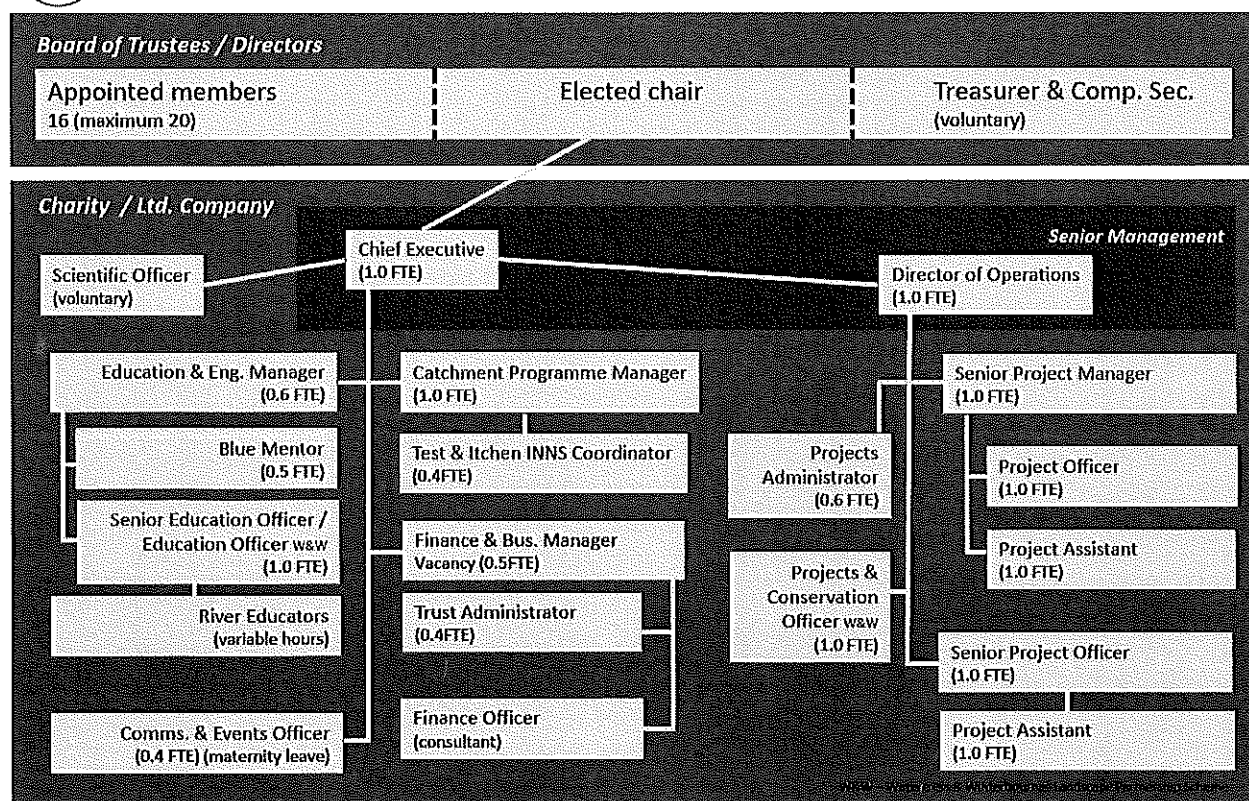 Board of Trustees / Directors
Appointed members
16 (maximum 20)
Elected chair
Treasurer & Comp. Sec.
(voluntary)
Charity / Ltd. Company
Senior Management
Chief Executive
(1.0 FTE)
Scientific Officer
(voluntary)
Director of Operations
(1.0 FTE)
Education & Eng. Manager
(0.6 FTE)
Catchment Programme Manager
(1.0 FTE)
Senior Project Manager
(1.0 FTE)
Blue Mentor
(0.5 FTE)
Test & Itchen INNS Coordinator
(0.4FTE)
Projects
Administrator
(0.6 FTE)
Project Officer
(1.0 FTE)
Senior Education Officer /
Education Officer w&w
(1.0 FTE)
Finance & Bus. Manager
Vacancy (0.5FTE)
Projects &
Conservation
Officer w&w
(1.0 FTE)
Project Assistant
(1.0 FTE)
River Educators
(variable hours)
Trust Administrator
(0.4FTE)
Senior Project Officer
(1.0 FTE)
Comms. & Events Officer
(0.4 FTE) (maternity leave)
Finance Officer
(consultant)
Project Assistant
(1.0 FTE)